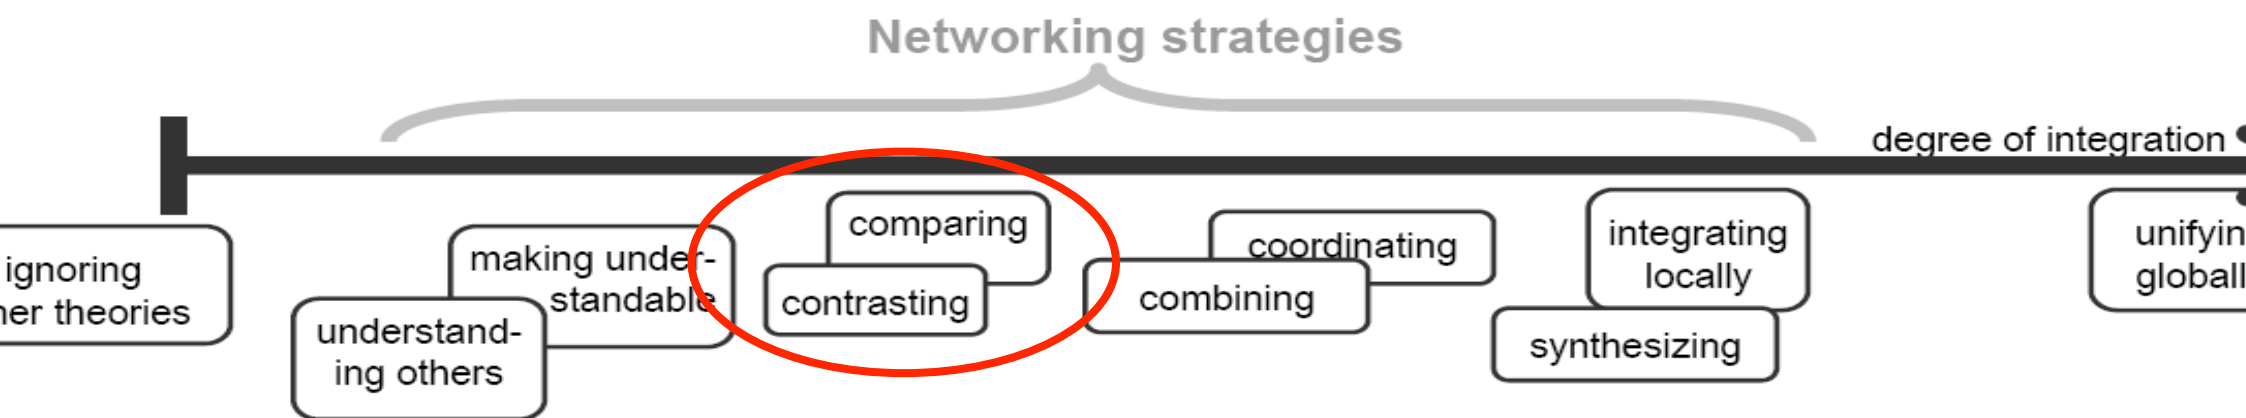 Networking strategies
degree of integration
ignoring
her theories
understand-
ing others
making under-
standable
comparing
contrasting
coordinating
combining
integrating
locally
synthesizing
unifyin
globall